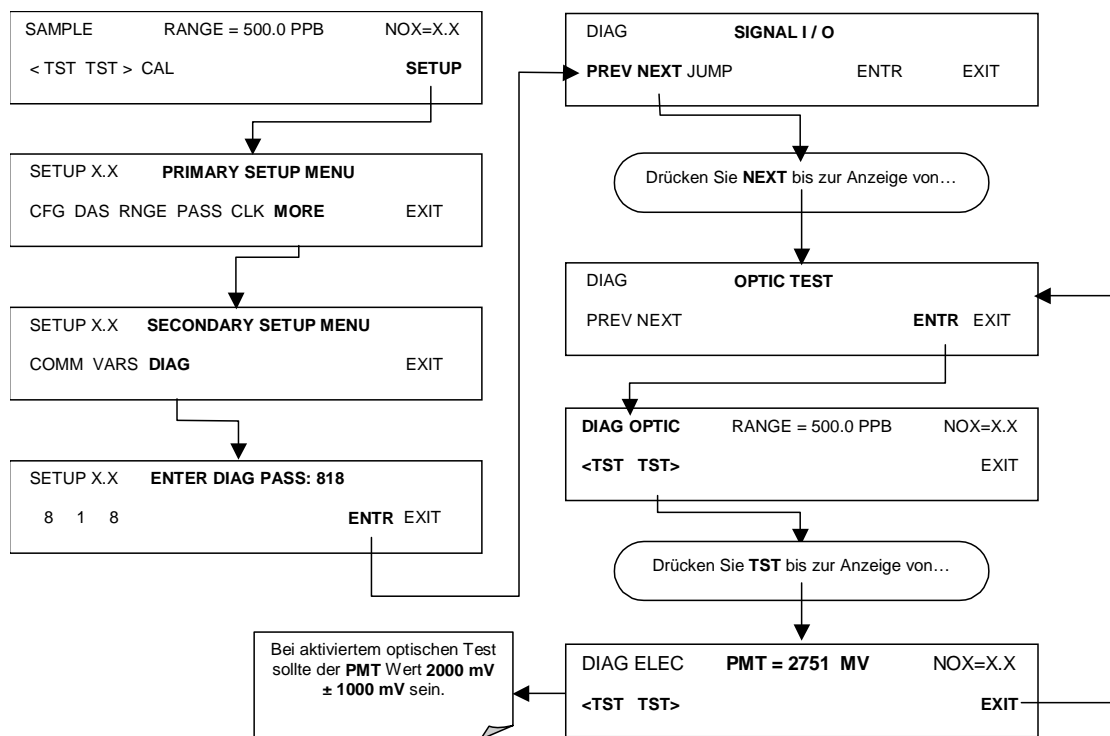 SAMPLE RANGE = 500.0 PPB NOX=X.X
< TST TST > CAL SETUP
SETUP X.X PRIMARY SETUP MENU
CFG DAS RNGE PASS CLK MORE EXIT
SETUP X.X SECONDARY SETUP MENU
COMM VARS DIAG EXIT
SETUP X.X ENTER DIAG PASS: 818
8 1 8 ENTR EXIT
DIAG SIGNAL I / O
PREV NEXT JUMP ENTR EXIT
Drücken Sie NEXT bis zur Anzeige von…
DIAG OPTIC TEST
PREV NEXT ENTR EXIT
DIAG OPTIC RANGE = 500.0 PPB NOX=X.X
<TST TST> EXIT
Drücken Sie TST bis zur Anzeige von…
DIAG ELEC PMT = 2751 MV NOX=X.X
<TST TST> EXIT
Bei aktiviertem optischen Test
sollte der PMT Wert 2000 mV
± 1000 mV sein.